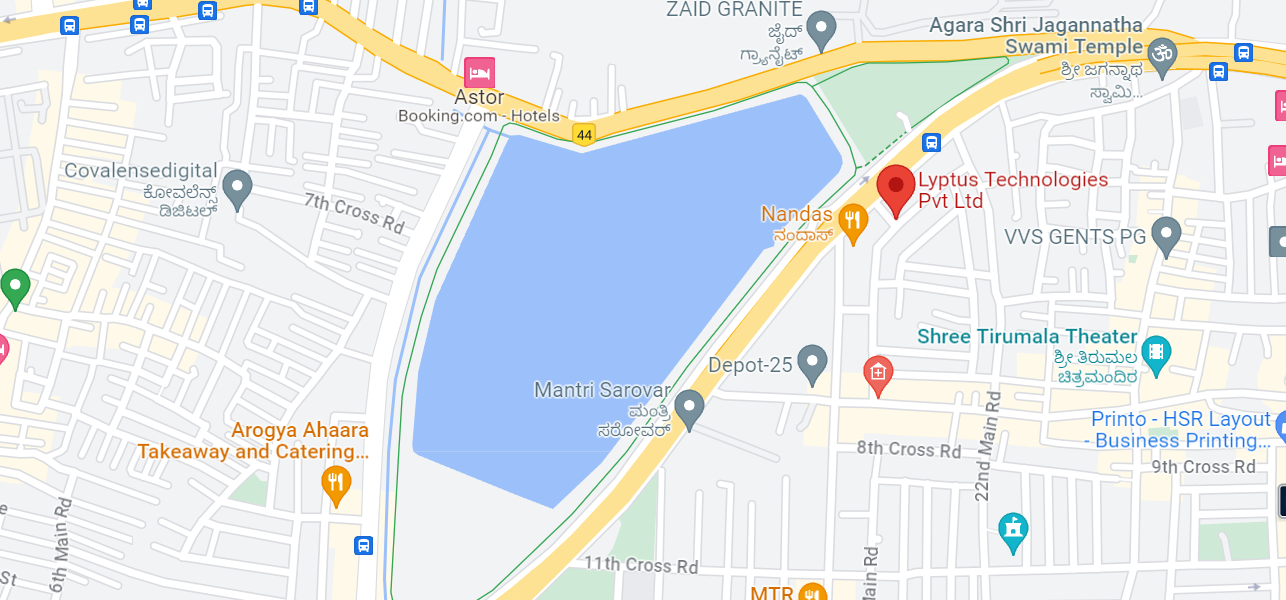 ZAID GRANITE
ಜೈದ್
ಗ್ರ್ಯಾನೈಟ್
Agara Shri Jagannatha
Swami Temple
ಶ್ರೀ ಜಗನ್ನಾಥ
ಸ್ವಾಮಿ...
Astor
Booking.com - Hotels
44
Covalensedigital
ಕೋವಲೆನ್ಸ್
ಡಿಜಿಟಲ್
7th Cross Rd
Lyptus Technologies
Pvt Ltd
Nandas
ನಂದಾಸ್
VVS GENTS PG
Shree Tirumala Theater
ಶ್ರೀ ತಿರುಮಲ
ಚಿತ್ರಮಂದಿರ
Depot-25
Mantri Sarovar
ಮಂತ್ರಿ
ಸರೋವರ್
Arogya Ahaara
Takeaway and Catering...
Printo - HSR Layout
- Business Printing...
8th Cross Rd
22nd Main Rd
9th Cross Rd
6th Main Rd
11th Cross Rd
Main Rd
St
MTR